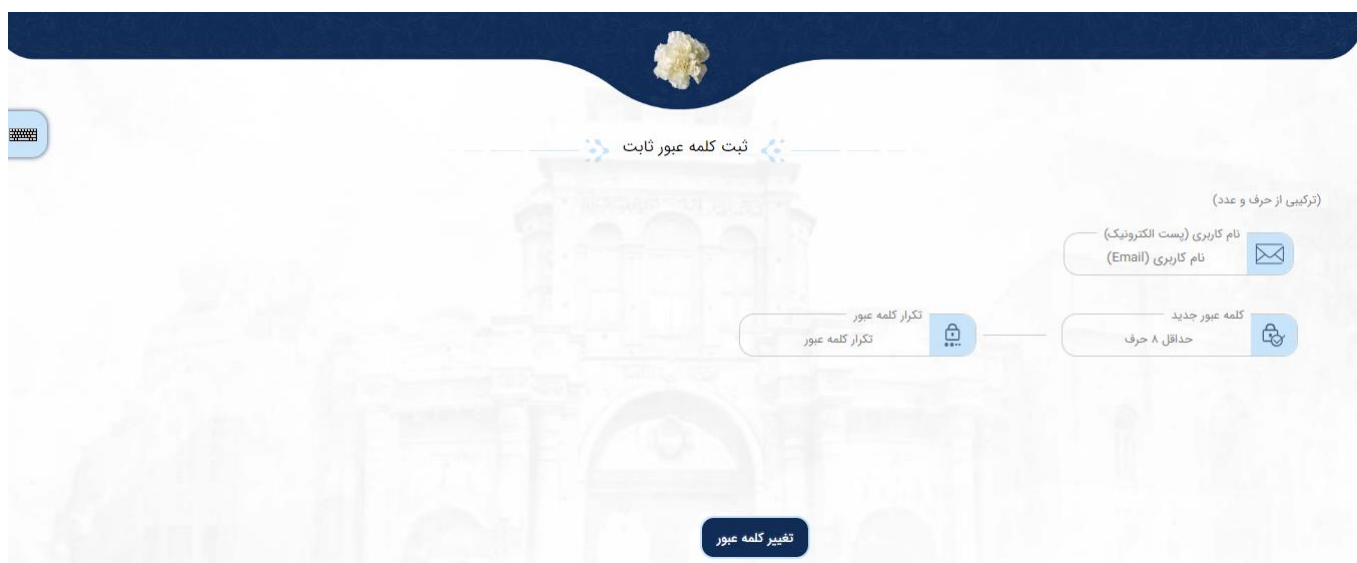 ثبت کلمه عبور ثابت
(ترکیبی از حرف و عدد)
نام کاربری (پست الکترونیک)
نام کاربری (Email)
کلمه عبور جدید
حداقل ۸ حرف
تکرار کلمه عبور
تکرار کلمه عبور
تغییر کلمه عبور